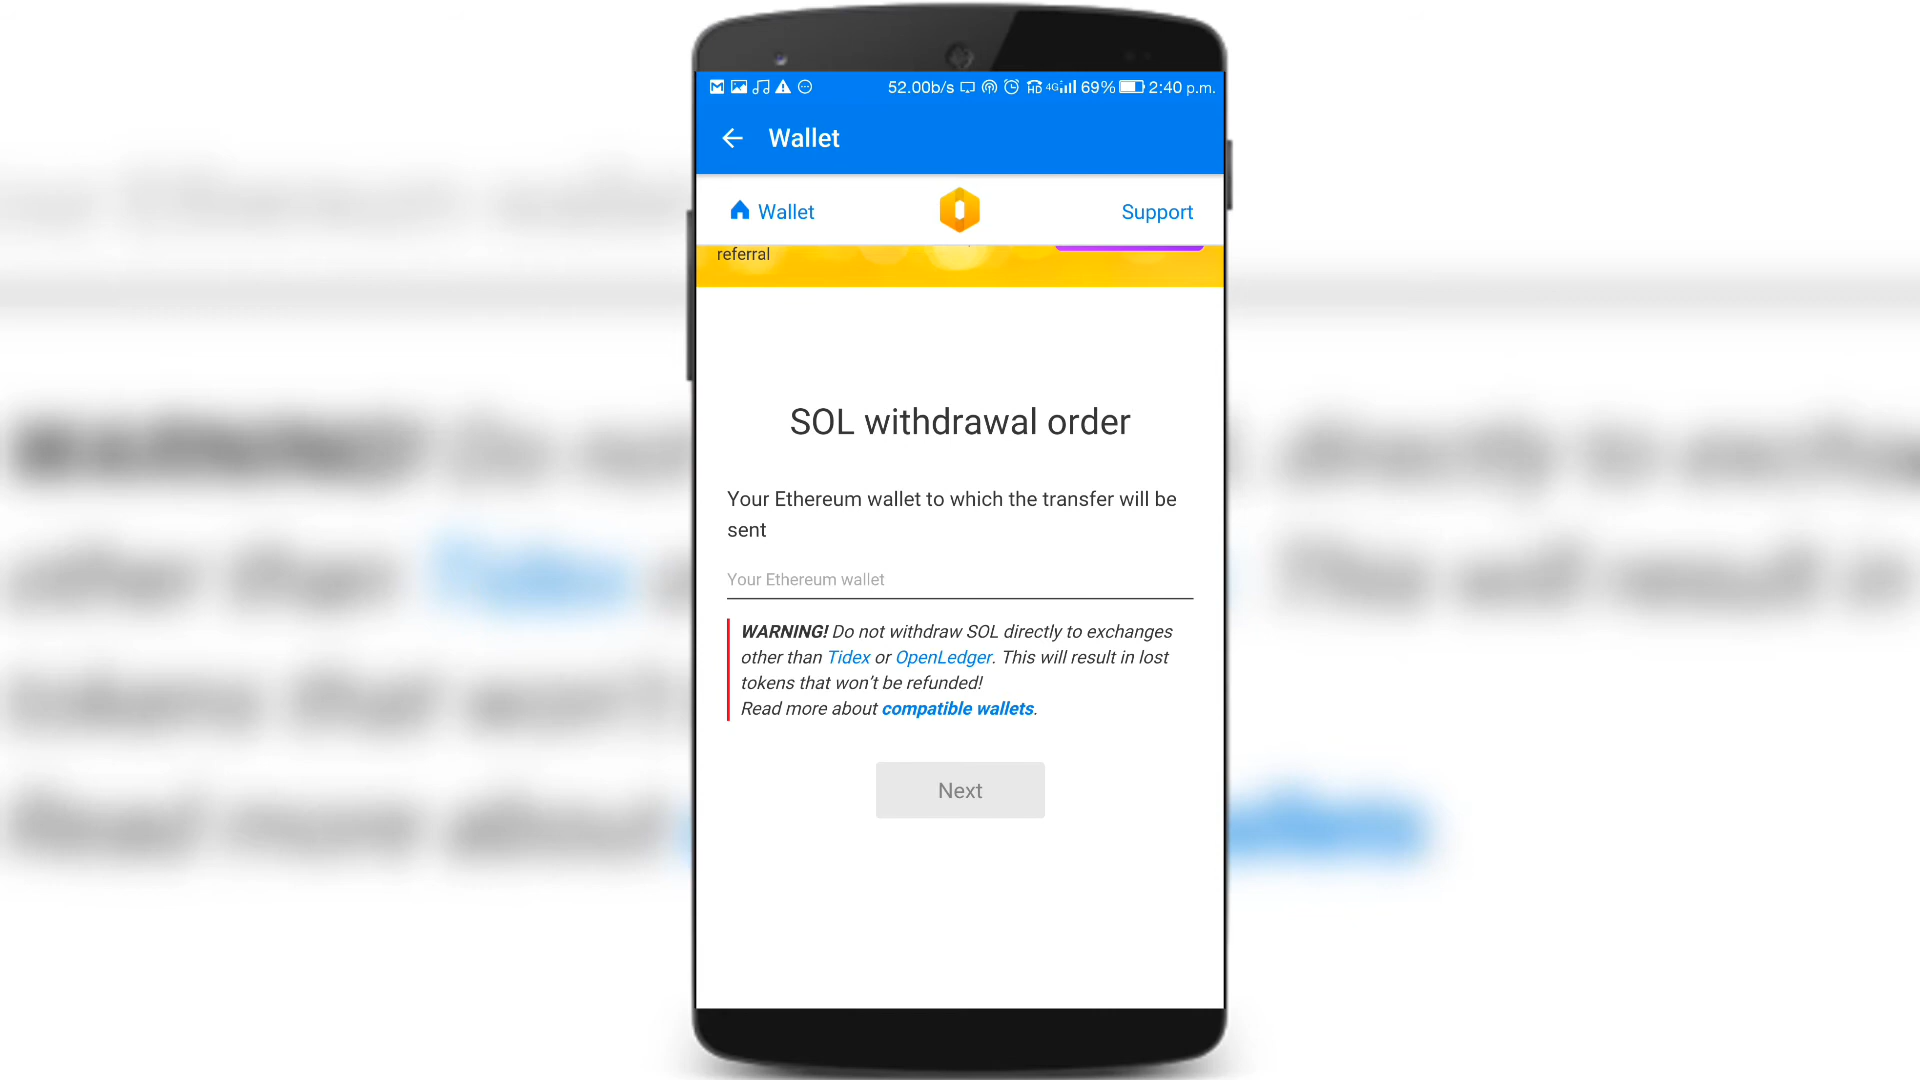 52.00b/s HD 4G 69% 2:40 p.m.
Wallet
Wallet Support
referral
SOL withdrawal order
Your Ethereum wallet to which the transfer will be
sent
Your Ethereum wallet
WARNING! Do not withdraw SOL directly to exchanges
other than Tidex or OpenLedger. This will result in lost
tokens that won't be refunded!
Read more about compatible wallets.
Next